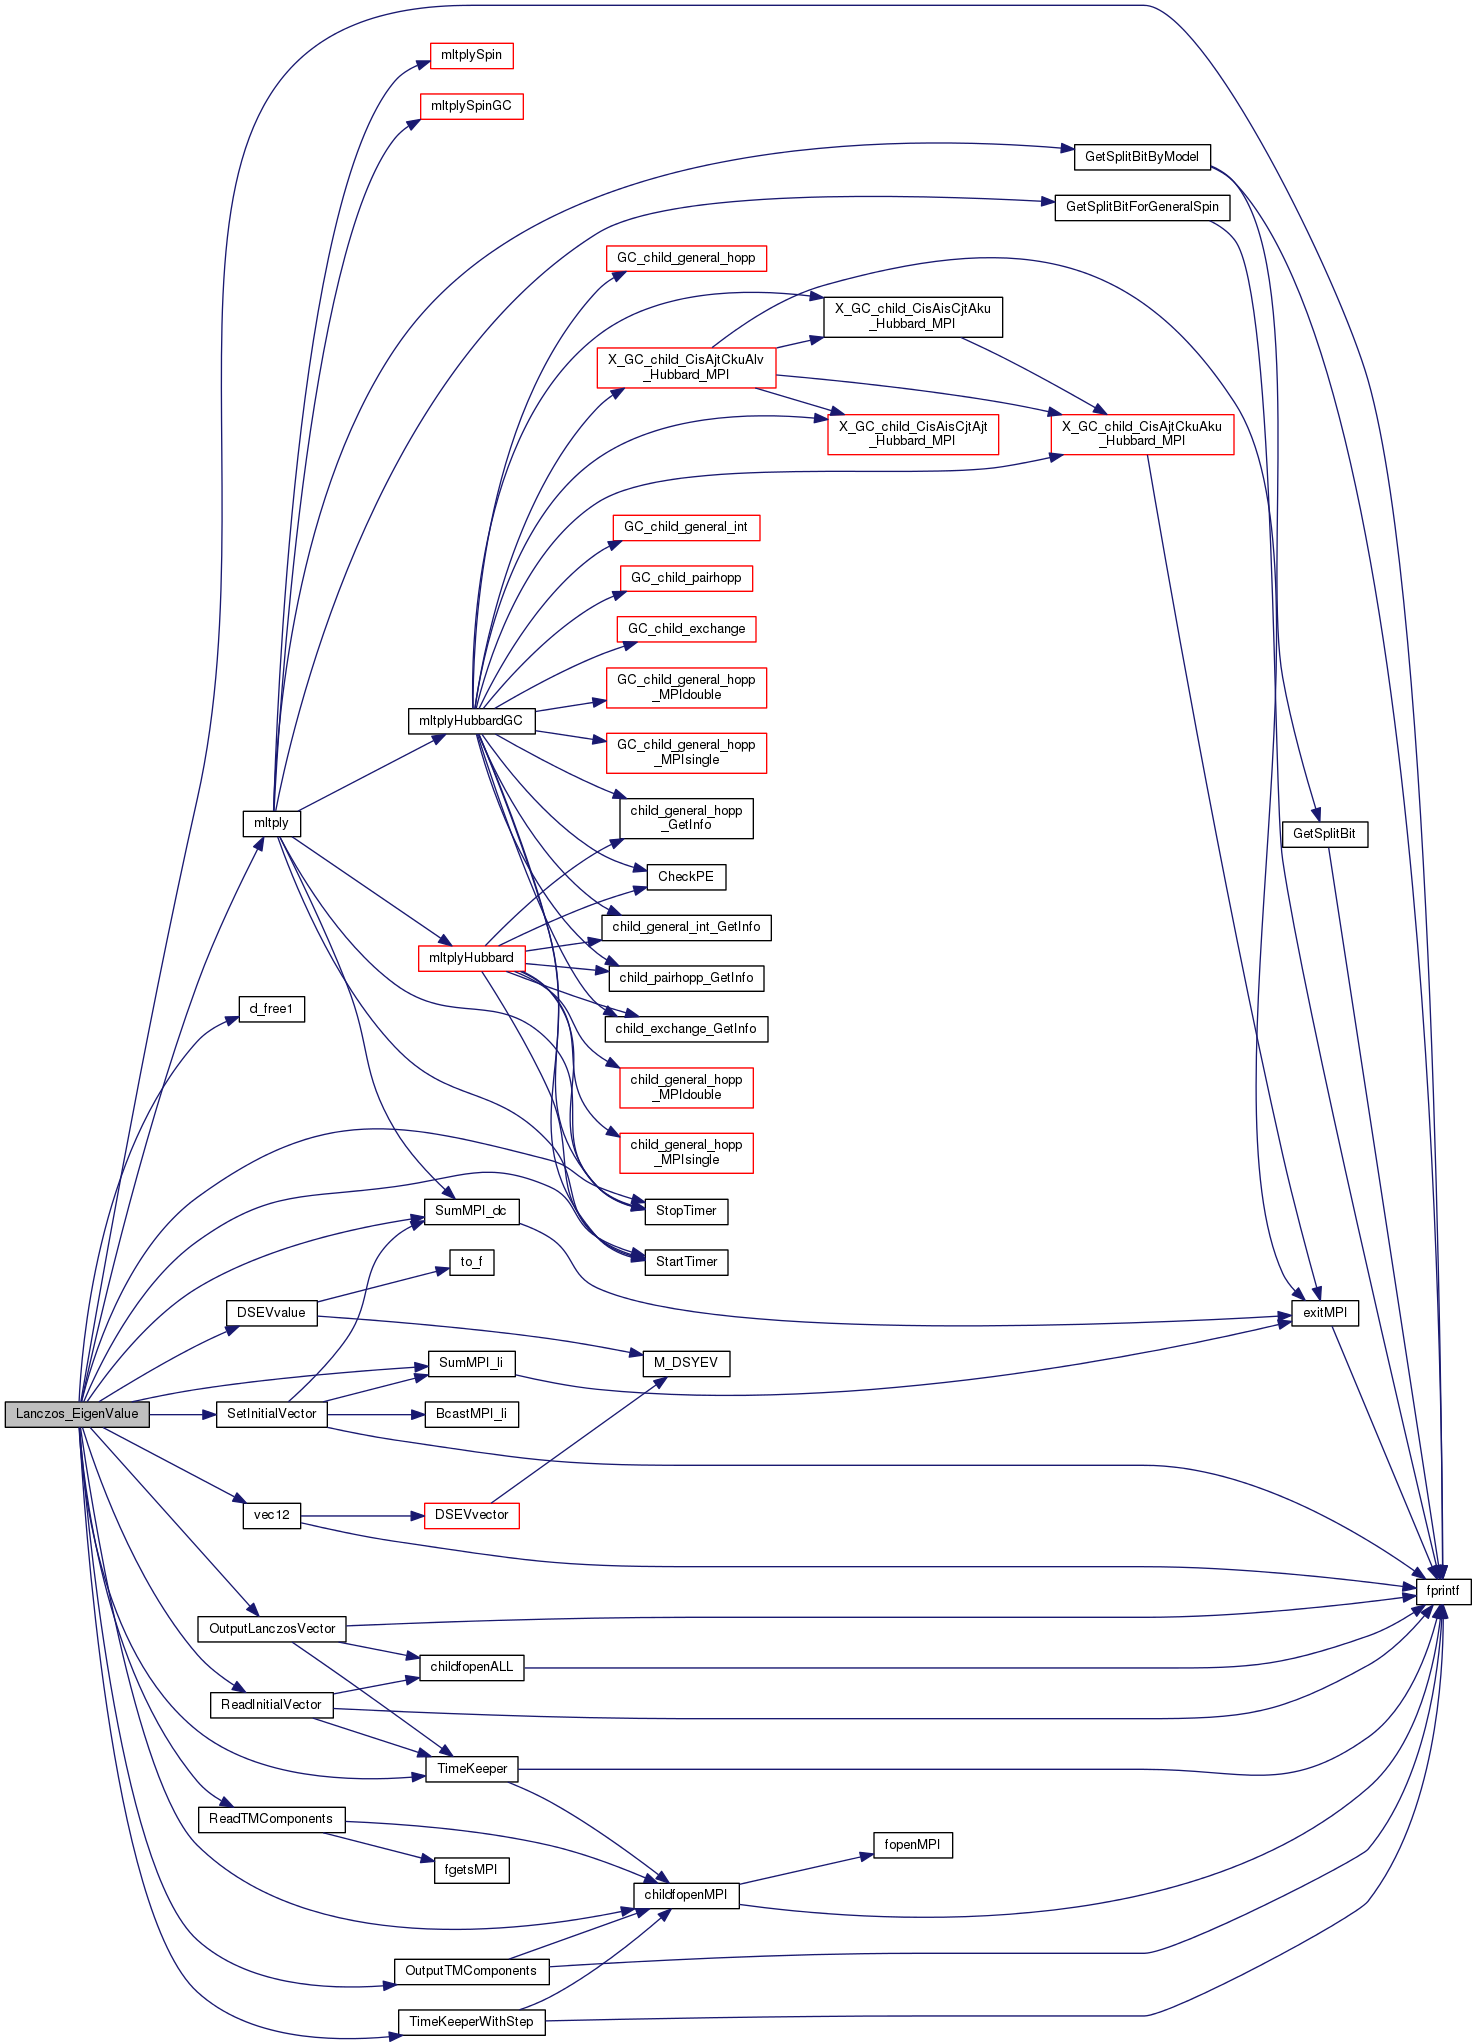 mltplySpin
mltplySpinGC
GetSplitBitByModel
GetSplitBitForGeneralSpin
GC_child_general_hopp
X_GC_child_CisAisCjtAku
_Hubbard_MPI
X_GC_child_CisAjtCkuAlv
_Hubbard_MPI
X_GC_child_CisAisCjtAjt
_Hubbard_MPI
X_GC_child_CisAjtCkuAku
_Hubbard_MPI
GC_child_general_int
GC_child_pairhopp
GC_child_exchange
GC_child_general_hopp
_MPIdouble
mltplyHubbardGC
GC_child_general_hopp
_MPIsingle
child_general_hopp
_GetInfo
mltply
GetSplitBit
CheckPE
child_general_int_GetInfo
mltplyHubbard
child_pairhopp_GetInfo
d_free1
child_exchange_GetInfo
child_general_hopp
_MPIdouble
child_general_hopp
_MPIsingle
SumMPI_dc
StopTimer
to_f
StartTimer
DSEVvalue
exitMPI
SumMPI_li
M_DSYEV
Lanczos_EigenValue
SetInitialVector
BcastMPI_li
vec12
DSEVvector
fprintf
OutputLanczosVector
childfopenALL
ReadInitialVector
TimeKeeper
ReadTMComponents
fopenMPI
fgetsMPI
childfopenMPI
OutputTMComponents
TimeKeeperWithStep